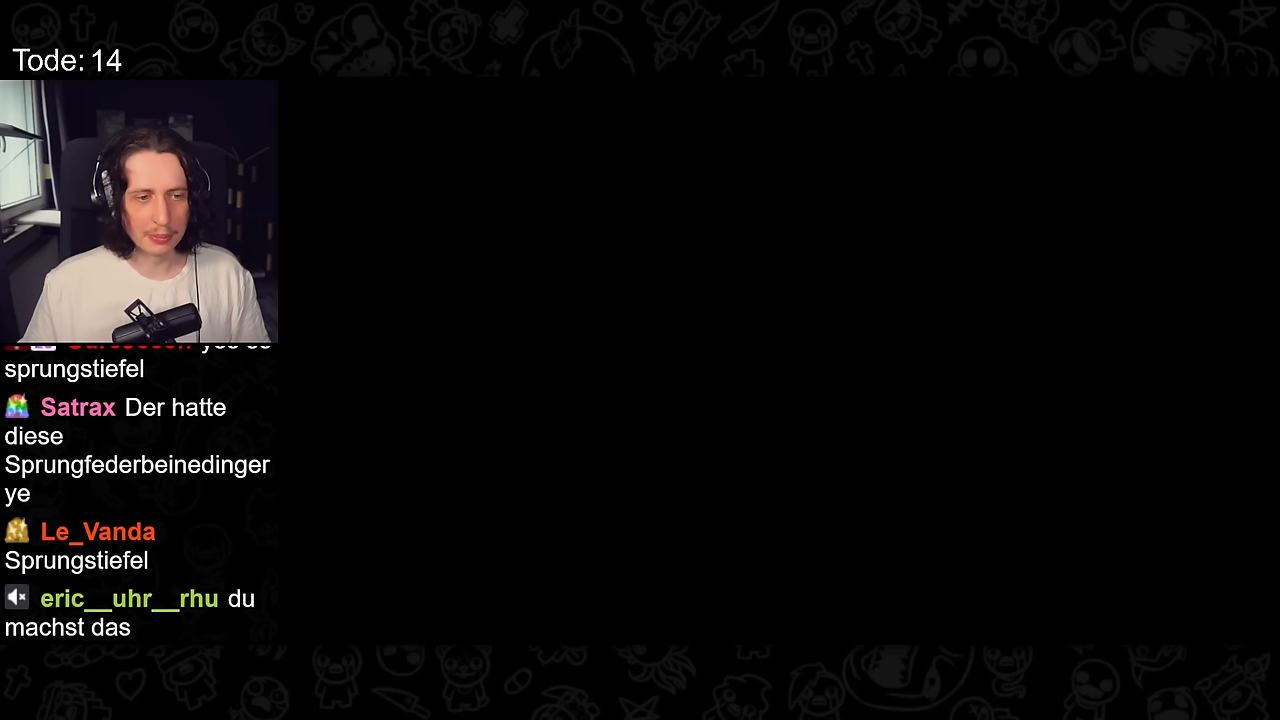 Tode: 14
sprungstiefel
Satrax Der hatte
diese
Sprungfederbeinedinger
ye
Le_Vanda
Sprungstiefel
eric__uhr__rhu du
machst das